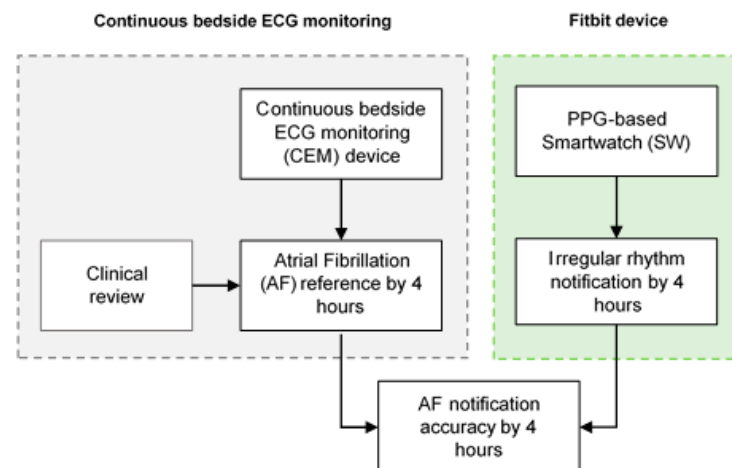 Continuous bedside ECG monitoring
Fitbit device
Continuous bedside
ECG monitoring
(CEM) device
PPG-based
Smartwatch (SW)
Clinical
review
Atrial Fibrillation
(AF) reference by 4
hours
Irregular rhythm
notification by 4
hours
AF notification
accuracy by 4
hours